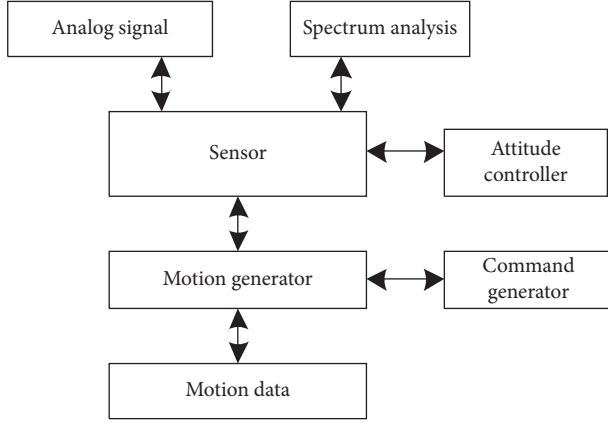 Analog signal
Spectrum analysis
Sensor
Attitude
controller
Motion generator
Command
generator
Motion data